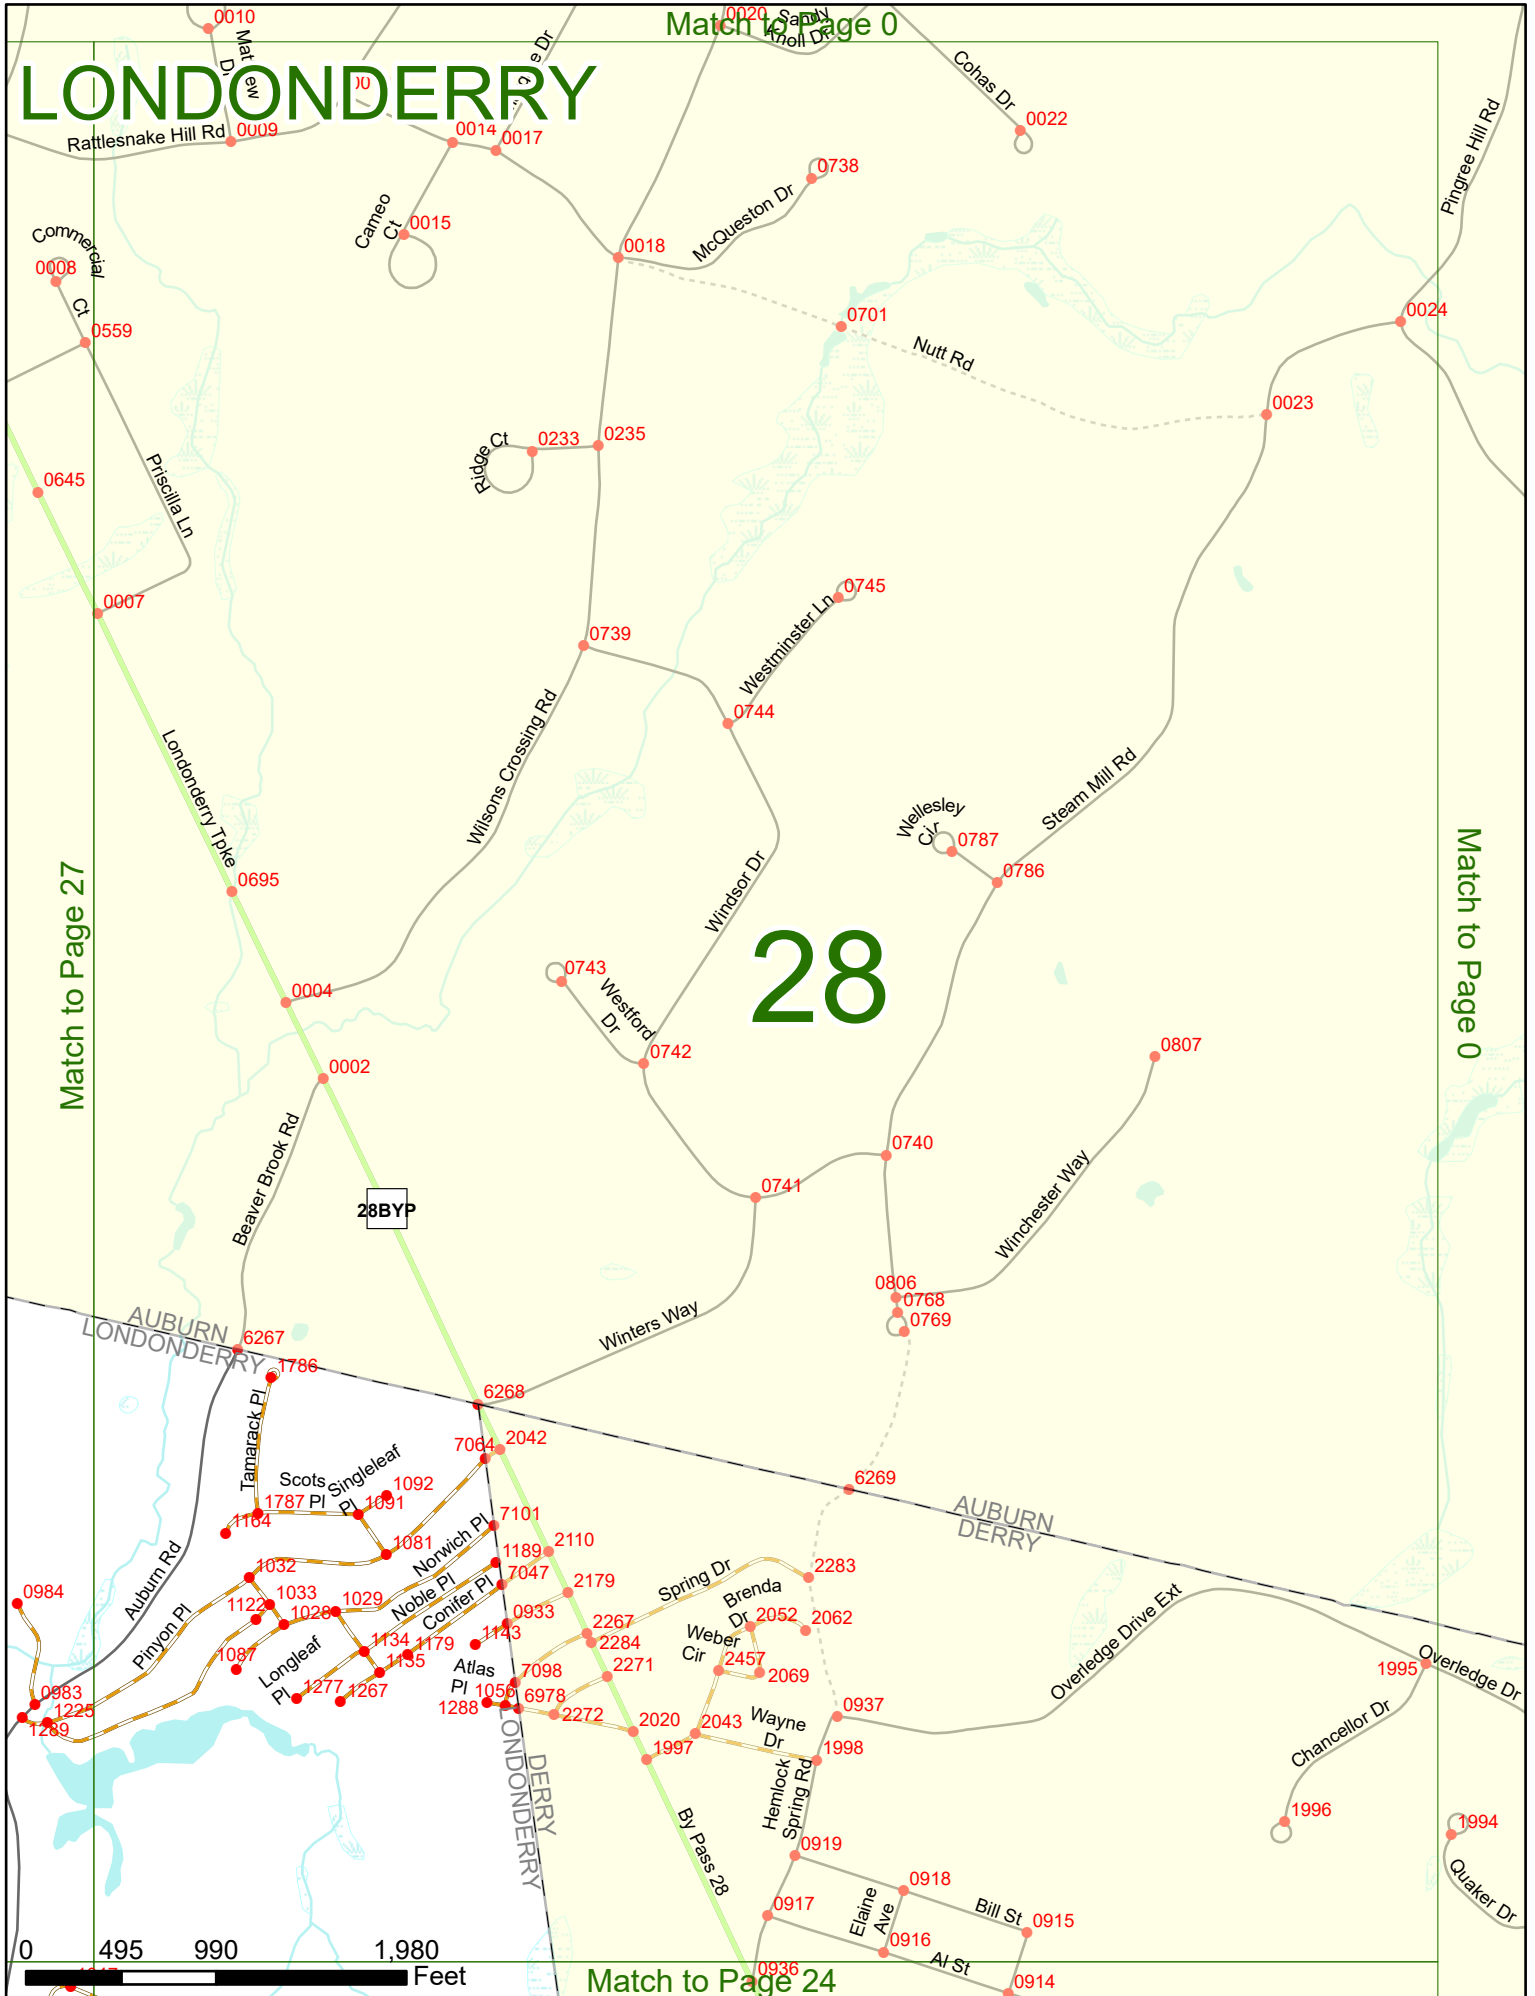 0010
0020
Sandy
Knoll Dr
Match to Page 0
LONDONDERRY
Cohas Dr
0022
Rattlesnake Hill Rd
0009
0014
0017
0738
Pingree Hill Rd
Cameo
Ct
0015
McQueston Dr
0018
Commercial
Ct
0008
0559
0701
Nutt Rd
0024
0023
Ridge Ct
0233
0235
0645
Priscilla Ln
0007
0745
Westminster Ln
0739
0744
Londonderry Tpke
Wilsons Crossing Rd
Steam Mill Rd
Wellesley
Cir
0787
0786
Match to Page 27
Match to Page 0
0695
Windsor Dr
28
0743
Westford
Dr
0004
0742
0002
0807
Beaver Brook Rd
0740
0741
28BYP
Winchester Way
0806
0768
0769
Winters Way
AUBURN
LONDONDERRY
6267
1786
Tamarack Pl
6268
2042
7064
Scots
Pl
Singleleaf
Pl
1092
1091
1787
1164
6269
AUBURN
DERRY
Auburn Rd
1081
7101
Norwich Pl
2110
1189
7047
Noble Pl
Conifer Pl
2179
1032
1033
1122
1028
1029
0984
Pinyon Pl
Spring Dr
2283
Brenda
Dr
2052
2062
0933
1143
2267
2284
Overledge Drive Ext
1087
Longleaf
Pl
1134
1179
1135
1277
1267
Weber
Cir
2457
2069
2271
Atlas
Pl
7098
1056
1288
6978
2272
1995
Overledge Dr
0983
1225
1289
2020
2043
Wayne
Dr
0937
1997
1998
Chancellor Dr
DERRY
LONDONDERRY
Hemlock
Spring Rd
By Pass 28
1996
1994
Quaker Dr
0919
0918
0917
Elaine
Ave
Bill St
0915
0916
Al St
0914
0936
0 495 990 1,980
Feet
Match to Page 24